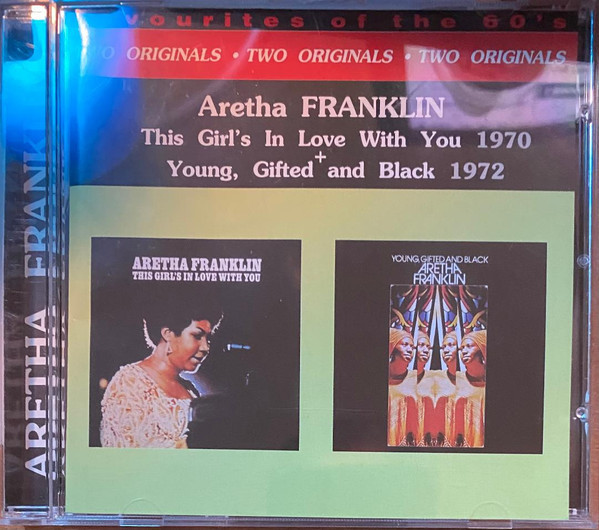 vourites of the 60's
O ORIGINALS • TWO ORIGINALS • TWO ORIGINALS
Aretha FRANKLIN
This Girl's In Love With You 1970
+
Young, Gifted and Black 1972
ARETHA FRANKLIN
THIS GIRL'S IN LOVE WITH YOU
YOUNG, GIFTED AND BLACK
ARETHA
FRANKLIN
ARETHA FRANK